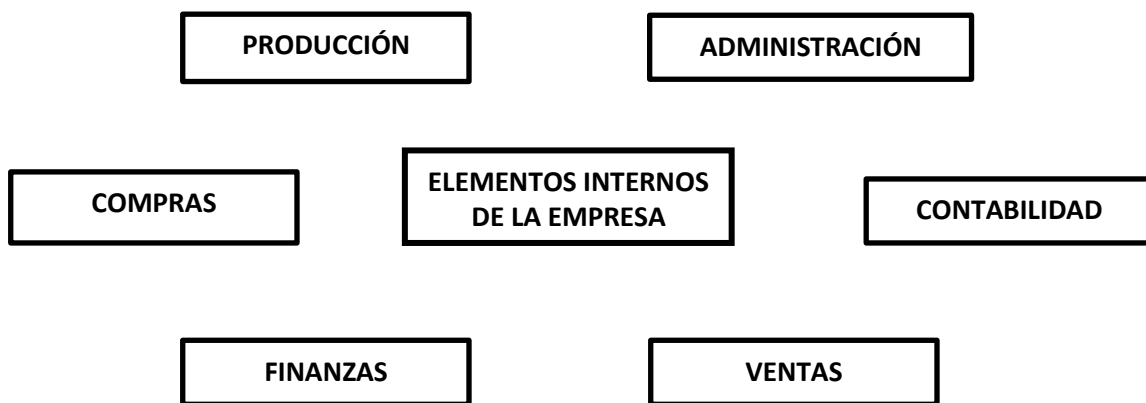 PRODUCCIÓN
ADMINISTRACIÓN
COMPRAS
ELEMENTOS INTERNOS
DE LA EMPRESA
CONTABILIDAD
FINANZAS
VENTAS